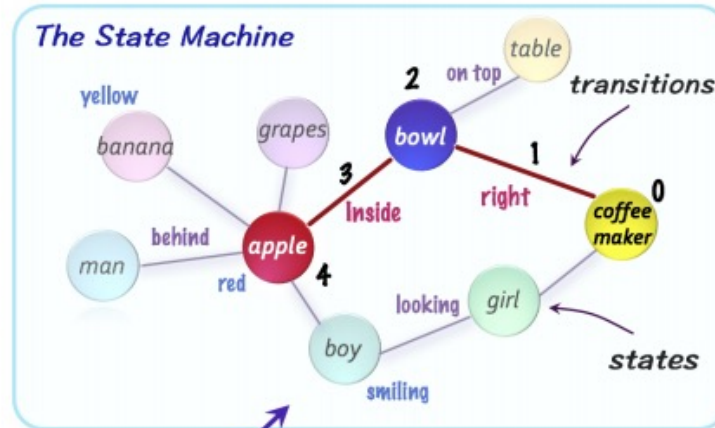 The State Machine
table
2
on top
transitions
yellow
grapes
bowl
banana
3
1
0
Inside
right
coffee
maker
behind
apple
man
red
4
looking
girl
boy
states
smiling